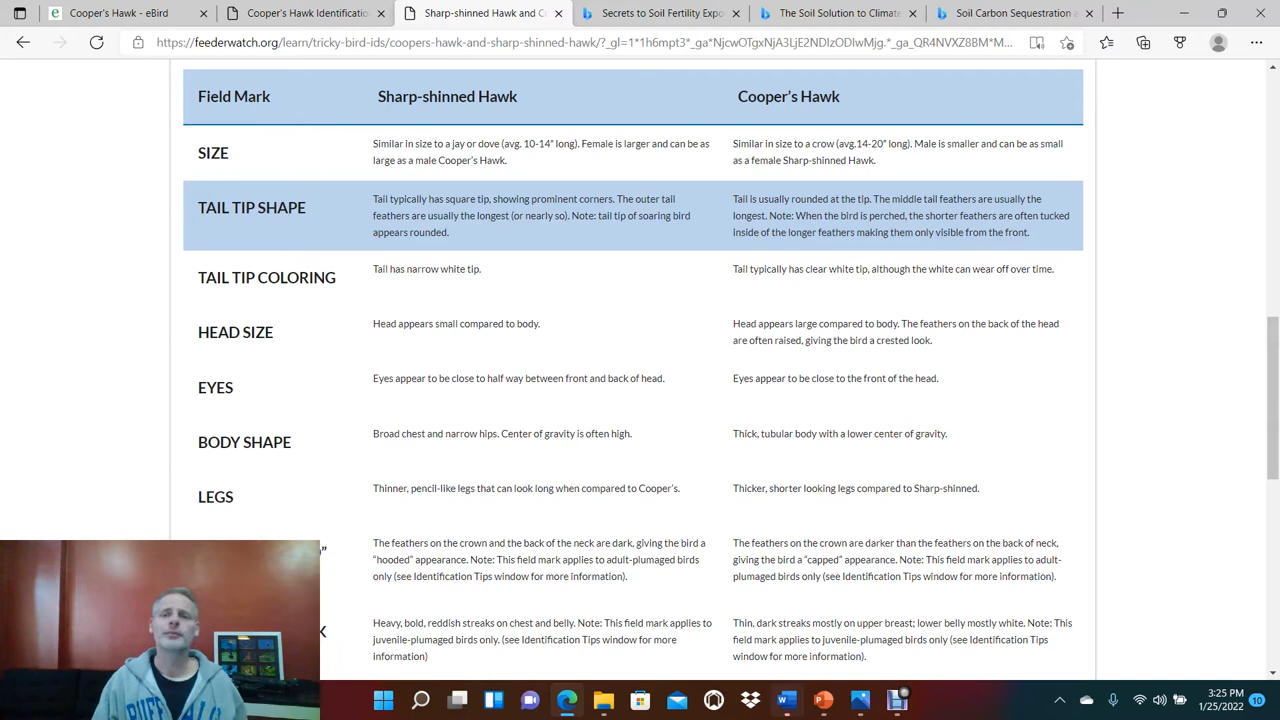 Cooper's Hawk - eBird
Cooper's Hawk Identificatio
Sharp-shinned Hawk and C
Secrets to Soil Fertility Expo
The Soil Solution to Climate
Soil Carbon Sequestration an
https://feederwatch.org/learn/tricky-bird-ids/coopers-hawk-and-sharp-shinned-hawk/?_gl=1*1h6mpt3*_ga*NjcwOTgxNjA3LjE2NDIzODIwMjg.*_ga_QR4NVXZ8BM*M...
Field Mark Sharp-shinned Hawk Cooper's Hawk
SIZE
Similar in size to a jay or dove (avg. 10-14" long). Female is larger and can be as
large as a male Cooper's Hawk.
Similar in size to a crow (avg.14-20" long). Male is smaller and can be as small
as a female Sharp-shinned Hawk.
TAIL TIP SHAPE
Tail typically has square tip, showing prominent corners. The outer tail
feathers are usually the longest (or nearly so). Note: tail tip of soaring bird
appears rounded.
Tail is usually rounded at the tip. The middle tail feathers are usually the
longest. Note: When the bird is perched, the shorter feathers are often tucked
inside of the longer feathers making them only visible from the front.
TAIL TIP COLORING
Tail has narrow white tip.
Tail typically has clear white tip, although the white can wear off over time.
HEAD SIZE
Head appears small compared to body.
Head appears large compared to body. The feathers on the back of the head
are often raised, giving the bird a crested look.
EYES
Eyes appear to be close to half way between front and back of head.
Eyes appear to be close to the front of the head.
BODY SHAPE
Broad chest and narrow hips. Center of gravity is often high.
Thick, tubular body with a lower center of gravity.
LEGS
Thinner, pencil-like legs that can look long when compared to Cooper's.
Thicker, shorter looking legs compared to Sharp-shinned.
The feathers on the crown and the back of the neck are dark, giving the bird a
"hooded" appearance. Note: This field mark applies to adult-plumaged birds
only (see Identification Tips window for more information).
The feathers on the crown are darker than the feathers on the back of neck,
giving the bird a "capped" appearance. Note: This field mark applies to adult-
plumaged birds only (see Identification Tips window for more information).
Heavy, bold, reddish streaks on chest and belly. Note: This field mark applies to
juvenile-plumaged birds only. (see Identification Tips window for more
information)
Thin, dark streaks mostly on upper breast; lower belly mostly white. Note: This
field mark applies to juvenile-plumaged birds only (see Identification Tips
window for more information).
BUFFALO
3:25 PM
1/25/2022
10